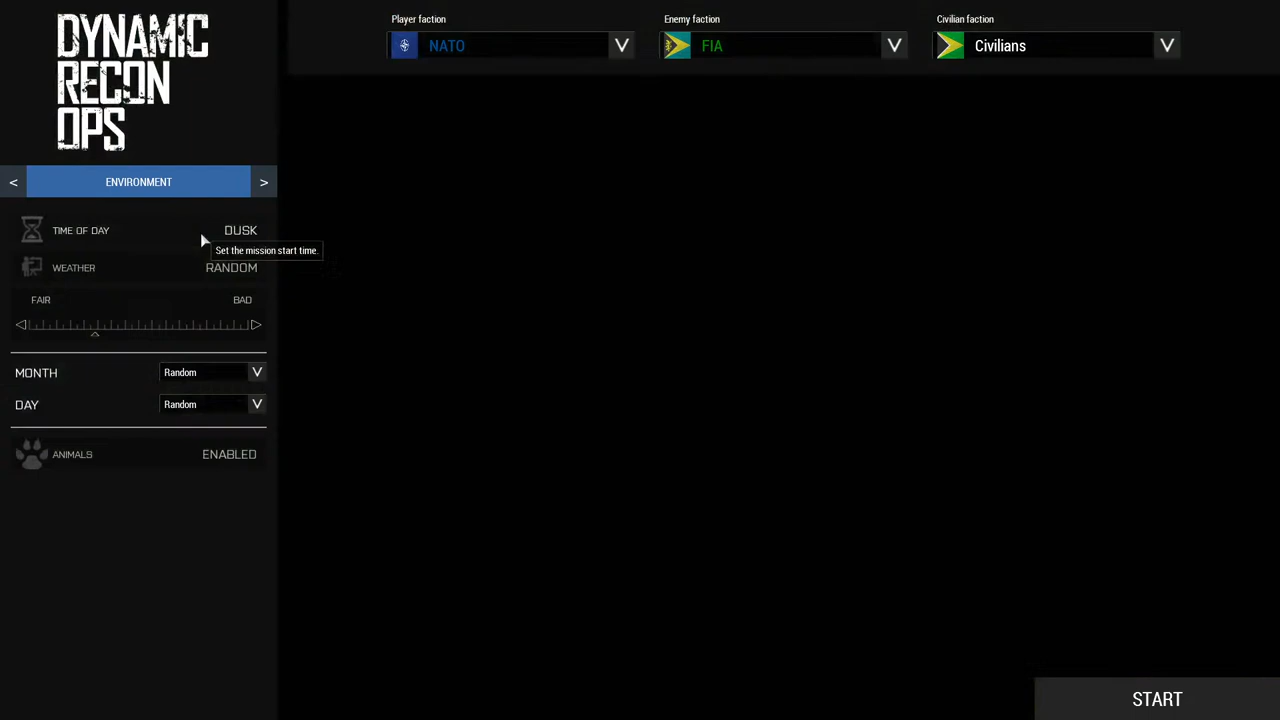 DYNAMIC
RECON
OPS
Player faction
NATO
V
Enemy faction
FIA
V
Civilian faction
Civilians
V
< ENVIRONMENT >
TIME OF DAY DUSK
Set the mission start time.
WEATHER RANDOM
FAIR BAD
MONTH Random V
DAY Random V
ANIMALS ENABLED
START